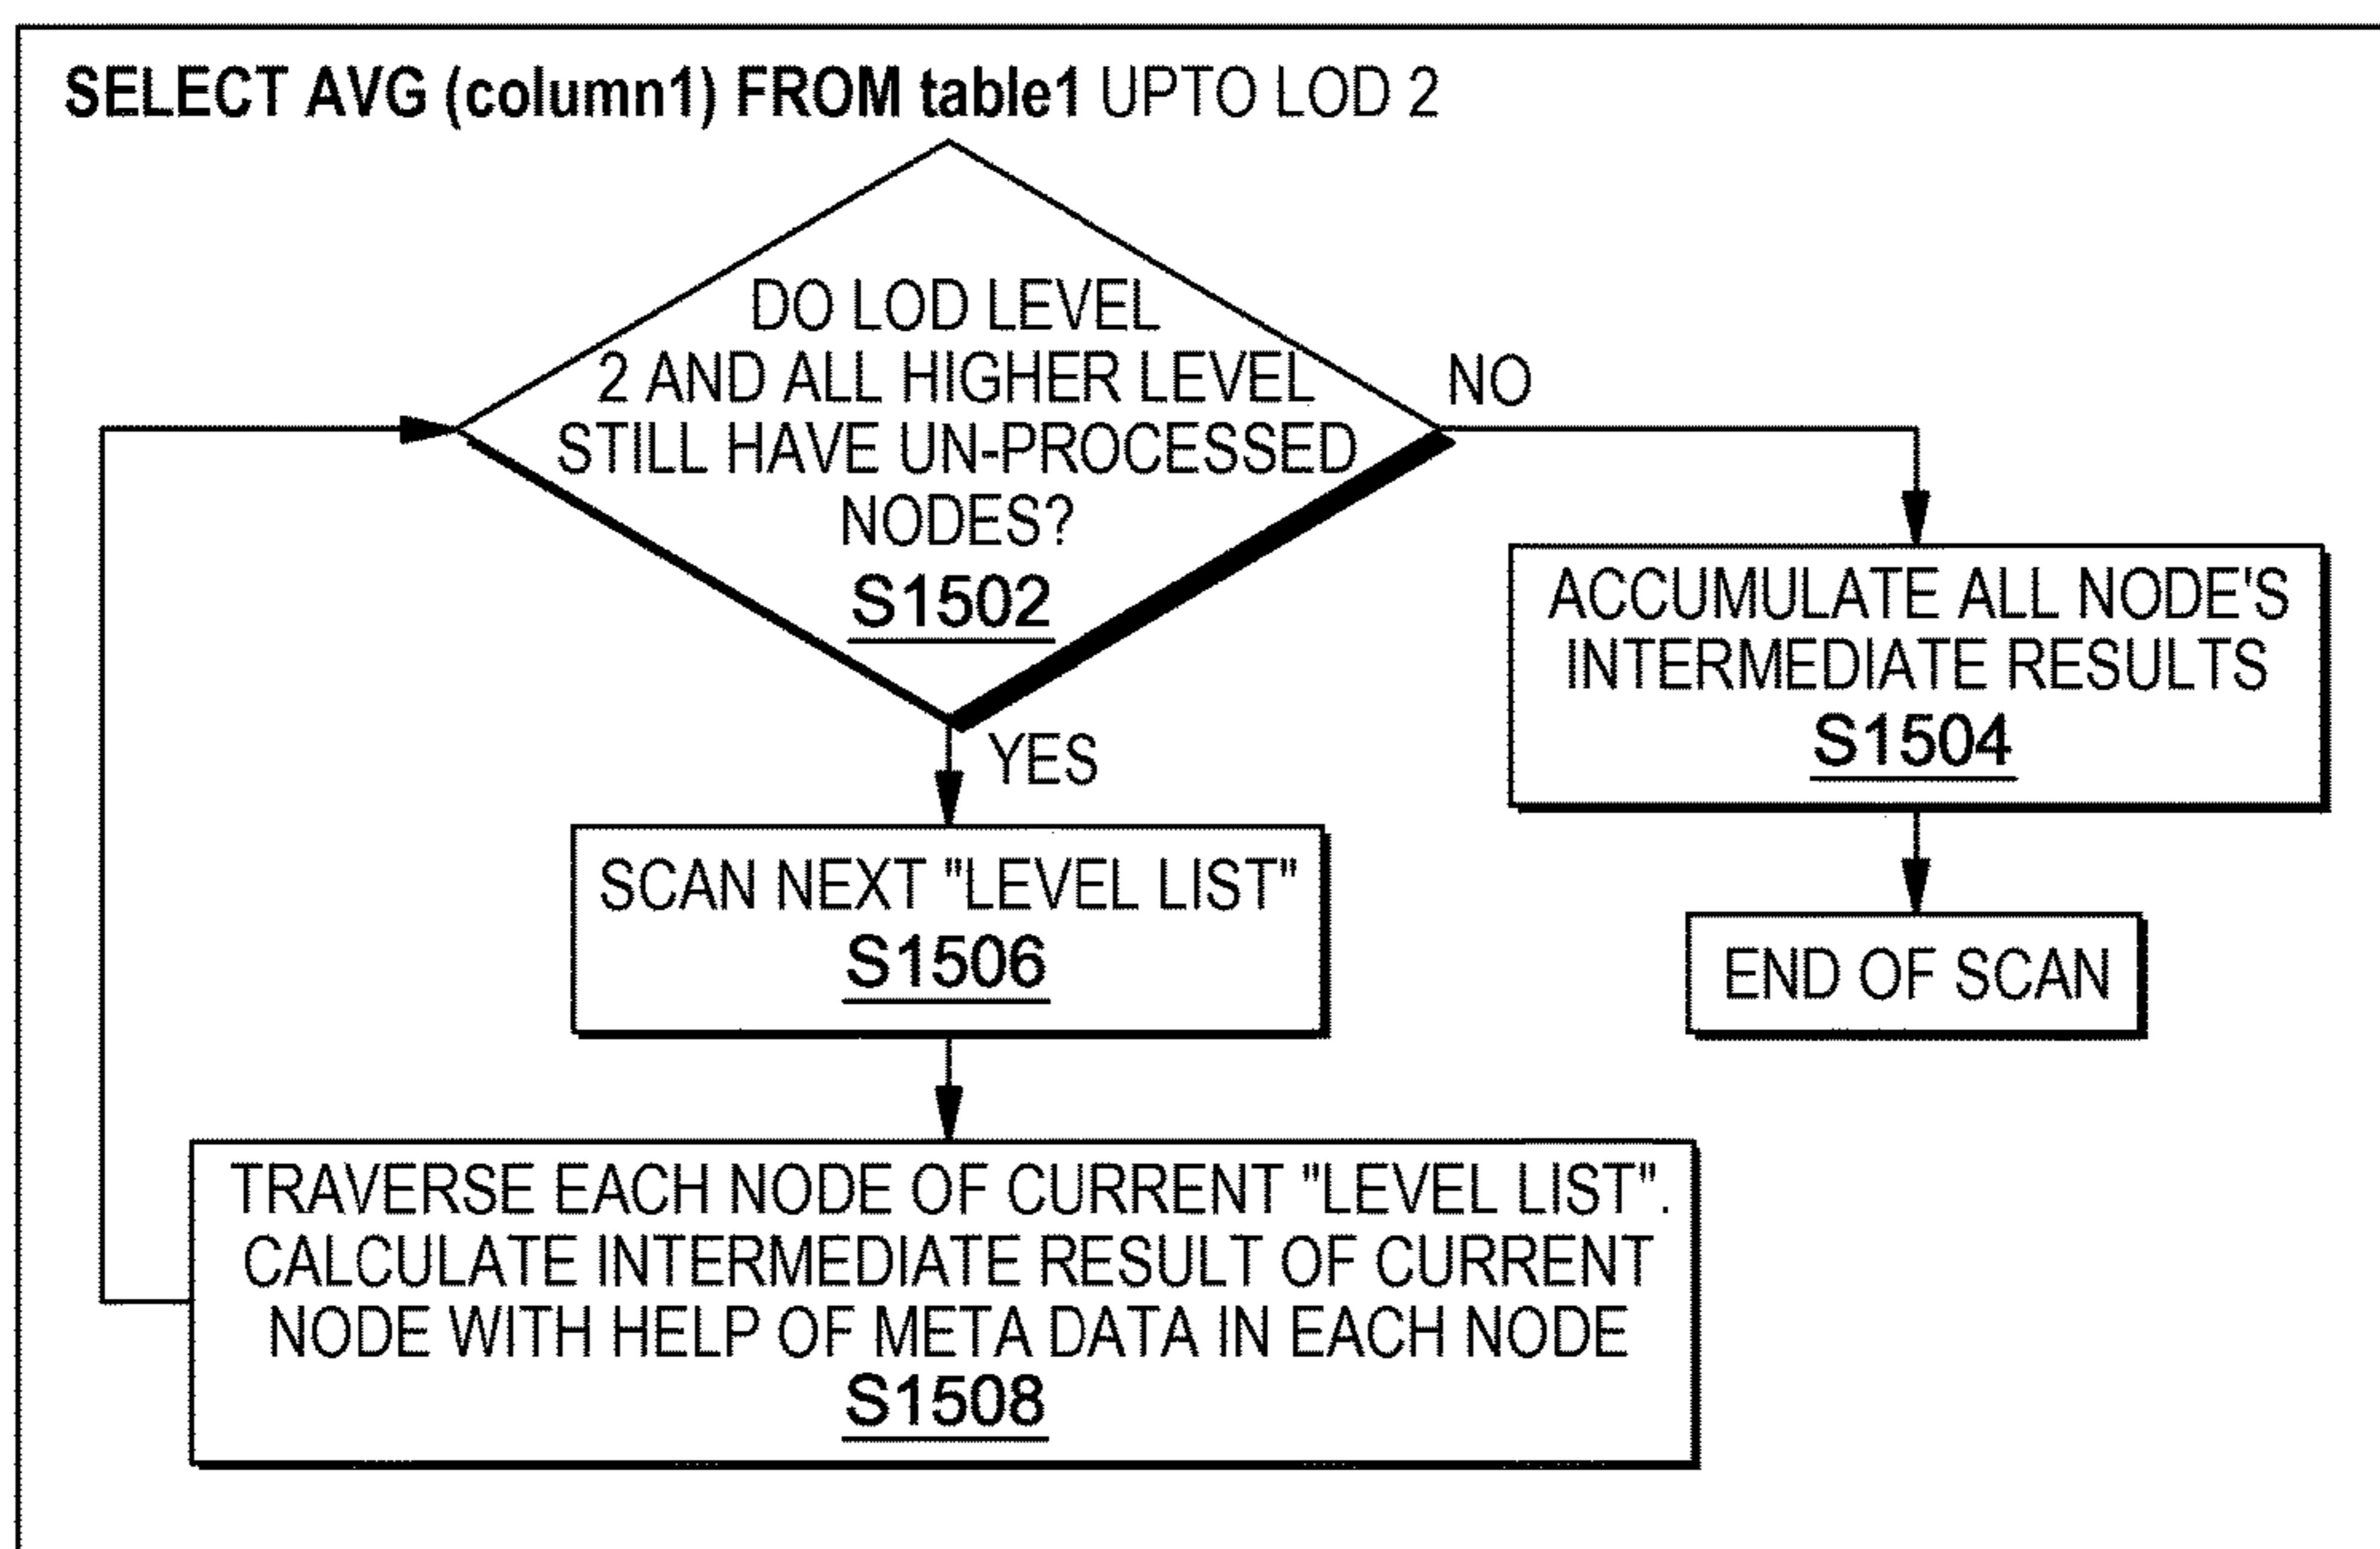 SELECT AVG (column1) FROM table1 UPTO LOD 2
DO LOD LEVEL
2 AND ALL HIGHER LEVEL
STILL HAVE UN-PROCESSED
NODES?
S1502
NO
ACCUMULATE ALL NODE'S
INTERMEDIATE RESULTS
S1504
YES
SCAN NEXT "LEVEL LIST"
S1506
END OF SCAN
TRAVERSE EACH NODE OF CURRENT "LEVEL LIST".
CALCULATE INTERMEDIATE RESULT OF CURRENT
NODE WITH HELP OF META DATA IN EACH NODE
S1508